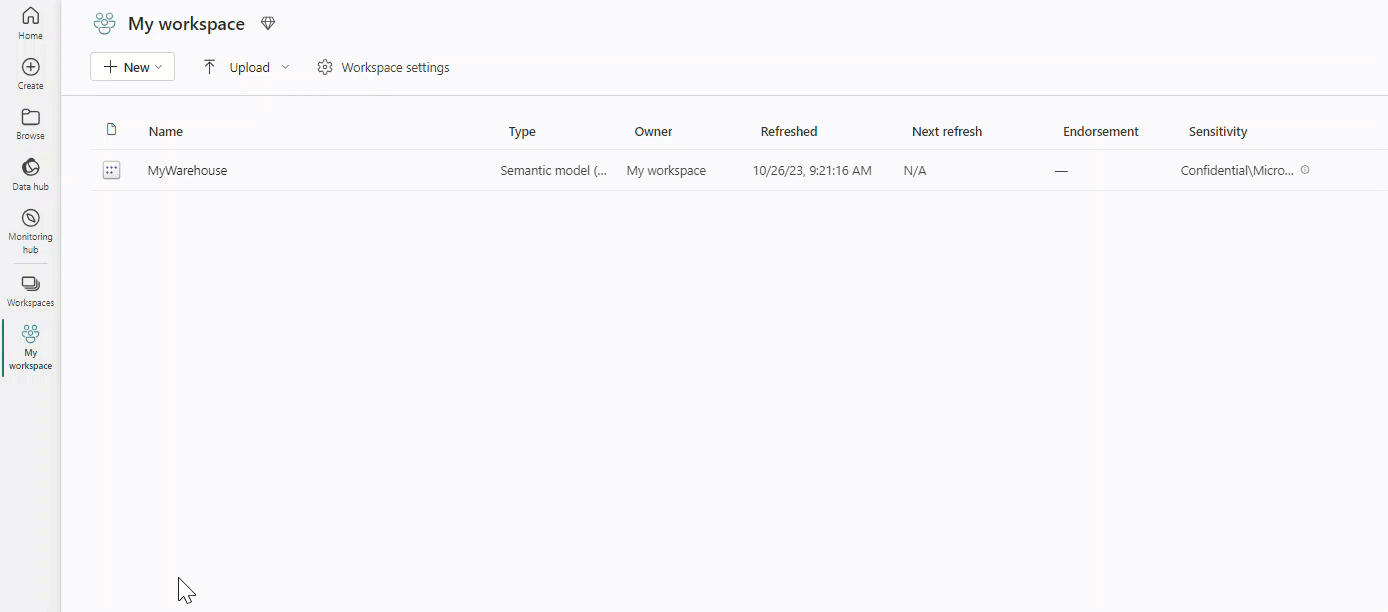 Home
Create
Browse
Data hub
Monitoring
hub
Workspaces
My
workspace
My workspace
New
Upload
Workspace settings
Name Type Owner Refreshed Next refresh Endorsement Sensitivity
MyWarehouse Semantic model (... My workspace 10/26/23, 9:21:16 AM N/A — Confidential\Micro...